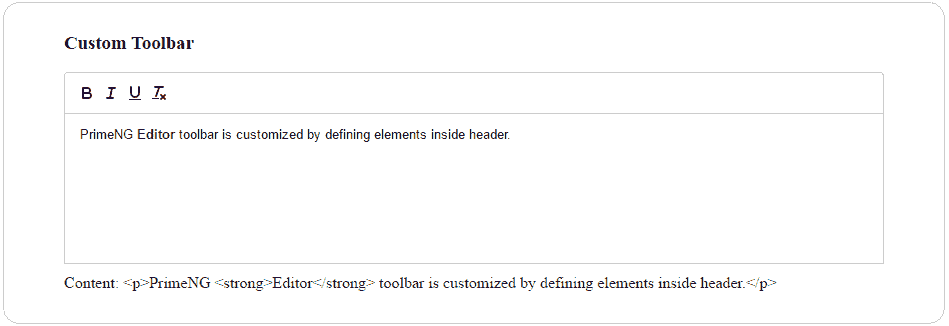 Custom Toolbar
B I U Tx
PrimeNG Editor toolbar is customized by defining elements inside header.
Content: <p>PrimeNG <strong>Editor</strong> toolbar is customized by defining elements inside header.</p>